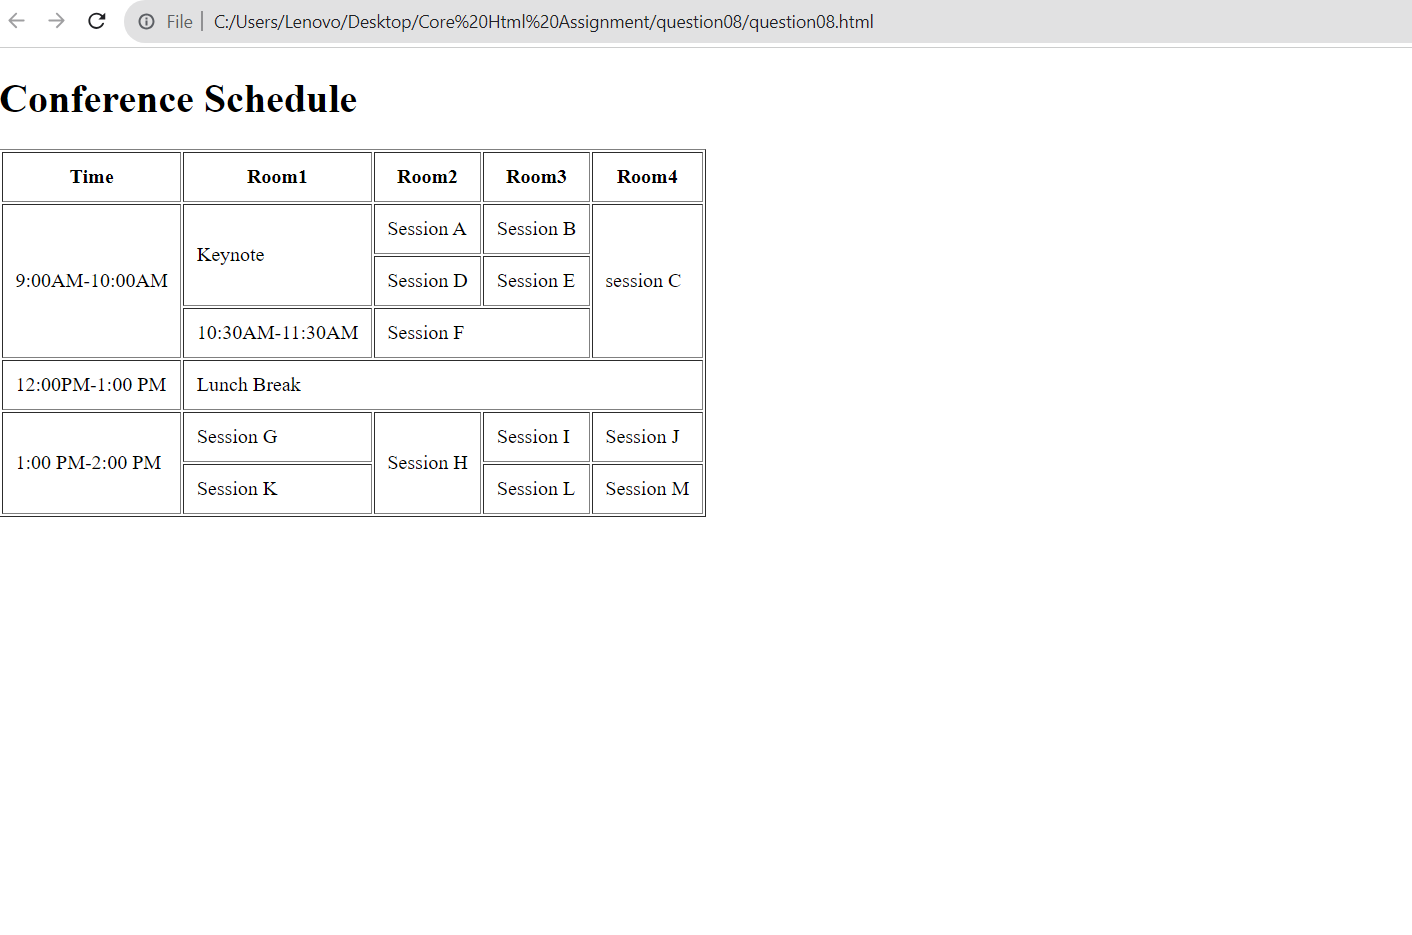 File | C:/Users/Lenovo/Desktop/Core%20Html%20Assignment/question08/question08.html
Conference Schedule
Time Room1 Room2 Room3 Room4
Session A Session B
Keynote
9:00AM-10:00AM Session D Session E session C
10:30AM-11:30AM Session F
12:00PM-1:00 PM Lunch Break
Session G Session I Session J
1:00 PM-2:00 PM Session H
Session K Session L Session M